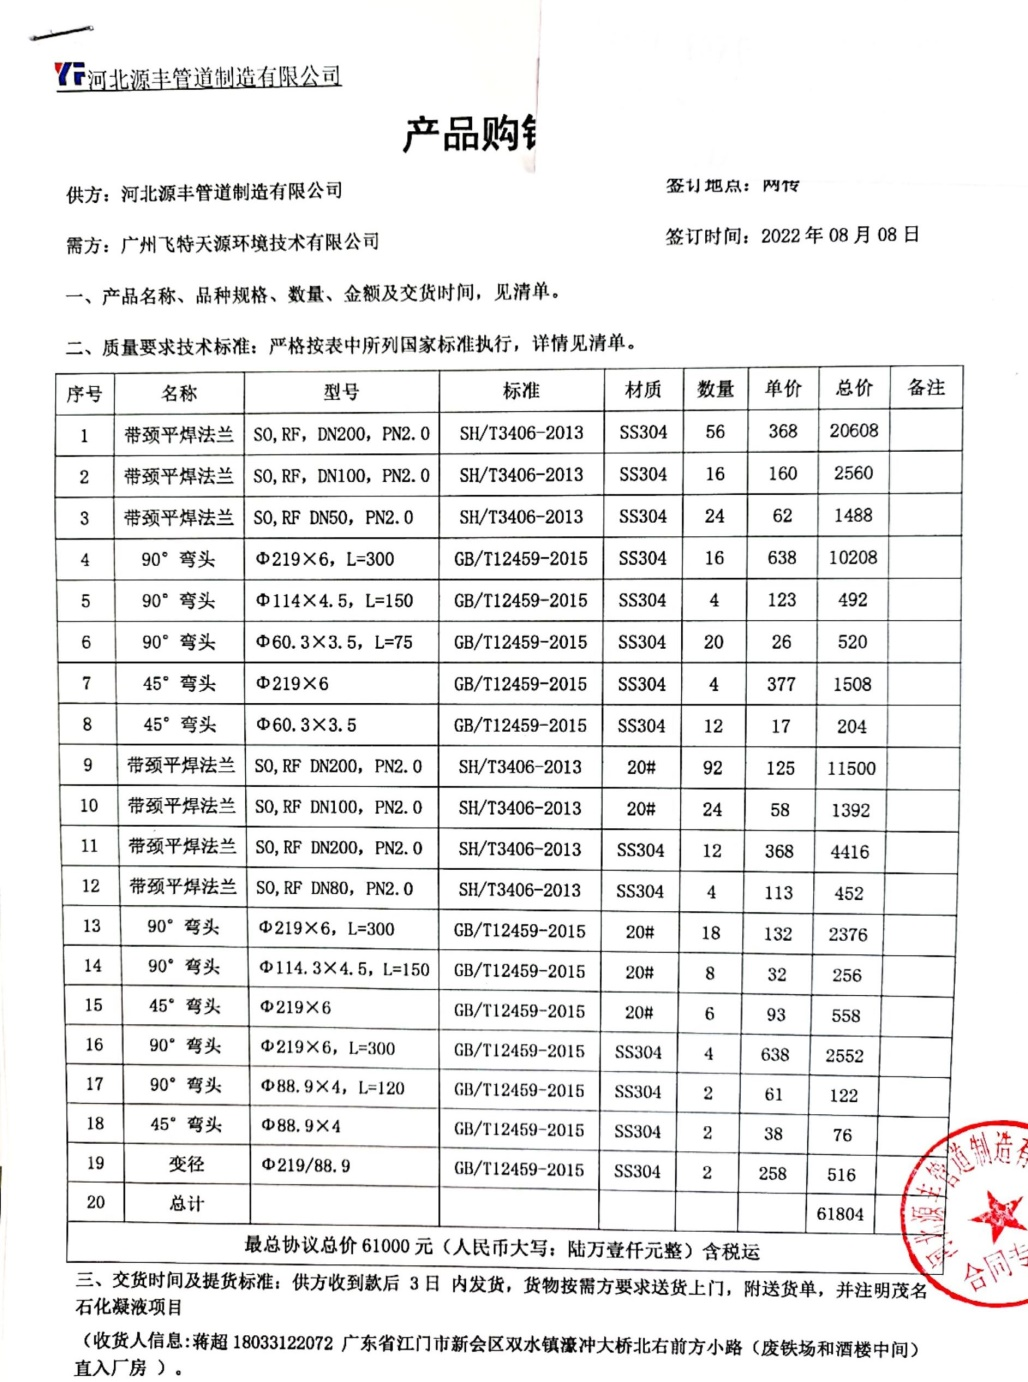 YF河北源丰管道制造有限公司
产品购
供方：河北源丰管道制造有限公司
签订地点：网传
需方：广州飞特天源环境技术有限公司
签订时间：2022年08月08日
一、产品名称、品种规格、数量、金额及交货时间，见清单。
二、质量要求技术标准：严格按表中所列国家标准执行，详情见清单。
序号 名称 型号 标准 材质 数量 单价 总价 备注
1 带颈平焊法兰 SO,RF，DN200，PN2.0 SH/T3406-2013 SS304 56 368 20608
2 带颈平焊法兰 SO,RF，DN100，PN2.0 SH/T3406-2013 SS304 16 160 2560
3 带颈平焊法兰 SO,RF DN50，PN2.0 SH/T3406-2013 SS304 24 62 1488
4 90°弯头 Φ219×6，L=300 GB/T12459-2015 SS304 16 638 10208
5 90°弯头 Φ114×4.5，L=150 GB/T12459-2015 SS304 4 123 492
6 90°弯头 Φ60.3×3.5，L=75 GB/T12459-2015 SS304 20 26 520
7 45°弯头 Φ219×6 GB/T12459-2015 SS304 4 377 1508
8 45°弯头 Φ60.3×3.5 GB/T12459-2015 SS304 12 17 204
9 带颈平焊法兰 SO,RF DN200，PN2.0 SH/T3406-2013 20# 92 125 11500
10 带颈平焊法兰 SO,RF DN100，PN2.0 SH/T3406-2013 20# 24 58 1392
11 带颈平焊法兰 SO,RF DN200，PN2.0 SH/T3406-2013 SS304 12 368 4416
12 带颈平焊法兰 SO,RF DN80，PN2.0 SH/T3406-2013 SS304 4 113 452
13 90°弯头 Φ219×6，L=300 GB/T12459-2015 20# 18 132 2376
14 90°弯头 Φ114.3×4.5，L=150 GB/T12459-2015 20# 8 32 256
15 45°弯头 Φ219×6 GB/T12459-2015 20# 6 93 558
16 90°弯头 Φ219×6，L=300 GB/T12459-2015 SS304 4 638 2552
17 90°弯头 Φ88.9×4，L=120 GB/T12459-2015 SS304 2 61 122
18 45°弯头 Φ88.9×4 GB/T12459-2015 SS304 2 38 76
19 变径 Φ219/88.9 GB/T12459-2015 SS304 2 258 516
20 总计 61804
最总协议总价61000元（人民币大写：陆万壹仟元整）含税运
河北源丰管道制造有
合同专
三、交货时间及提货标准：供方收到款后 3日 内发货，货物按需方要求送货上门，附送货单，并注明茂名
石化凝液项目
（收货人信息:蒋超 18033122072 广东省江门市新会区双水镇濠冲大桥北右前方小路（废铁场和酒楼中间）
直入厂房 ）。